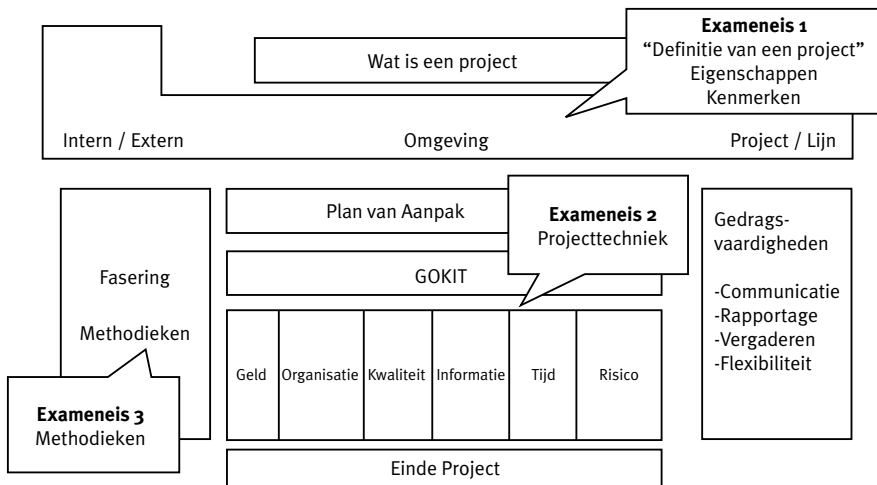 Wat is een project
Exameneis 1
“Definitie van een project”
Eigenschappen
Kenmerken
Intern / Extern
Omgeving
Project / Lijn
Fasering
Methodieken
Exameneis 3
Methodieken
Plan van Aanpak
Exameneis 2
Projecttechniek
GOKIT
Geld
Organisatie
Kwaliteit
Informatie
Tijd
Risico
Einde Project
Gedrags-
vaardigheden
-Communicatie
-Rapportage
-Vergaderen
-Flexibiliteit